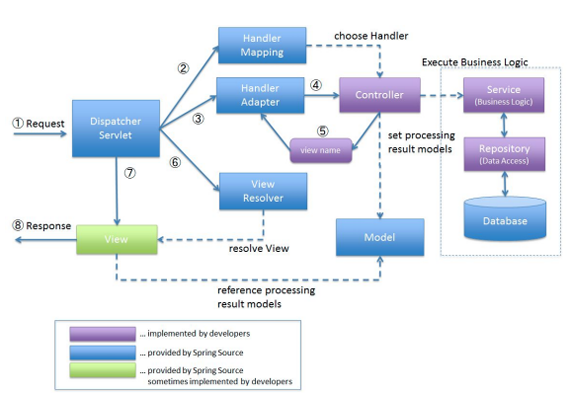 Handler
Mapping
choose Handler
②
Execute Business Logic
Handler
Adapter
④
Controller
Service
(Business Logic)
① Request
Dispatcher
Servlet
③
⑤
view name
set processing
result models
Repository
(Data Access)
⑥
⑦
View
Resolver
Database
⑧ Response
View
resolve View
Model
reference processing
result models
... implemented by developers
... provided by Spring Source
... provided by Spring Source
sometimes implemented by developers